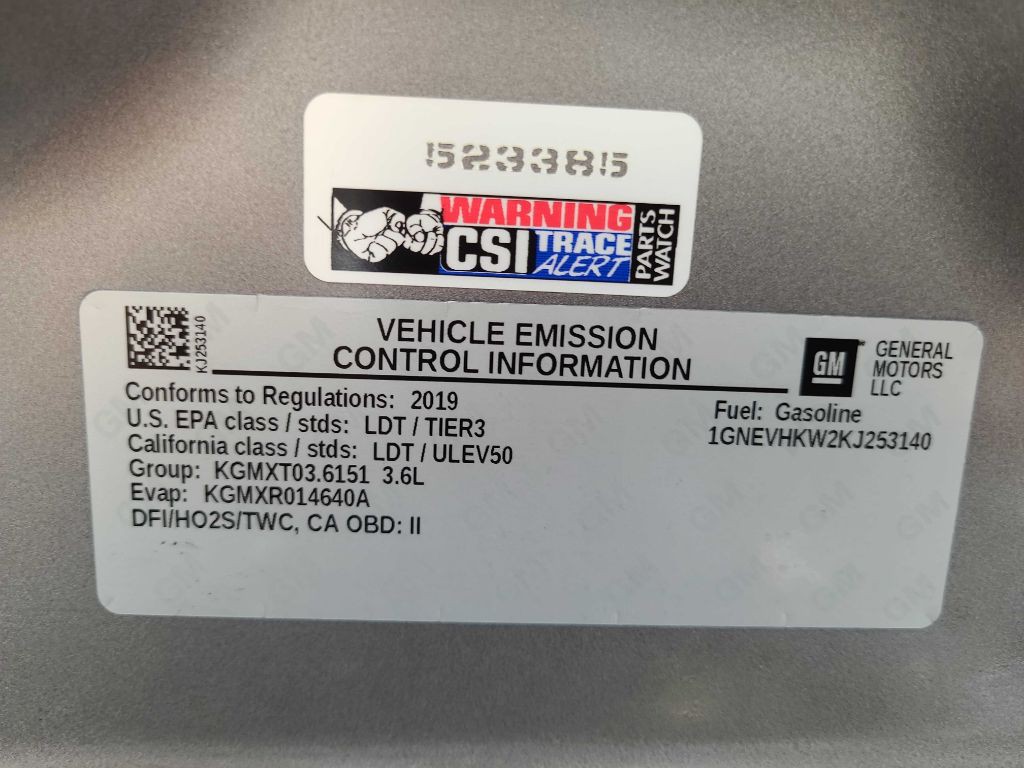 523385
WARNING
CSI TRACE
ALERT
PARTS
WATCH
KJ253140
VEHICLE EMISSION
CONTROL INFORMATION
GM
GENERAL
MOTORS
LLC
Conforms to Regulations: 2019
U.S. EPA class / stds: LDT / TIER3
California class / stds: LDT / ULEV50
Group: KGMXT03.6151 3.6L
Evap: KGMXR014640A
DFI/HO2S/TWC, CA OBD: II
Fuel: Gasoline
1GNEVHKW2KJ253140